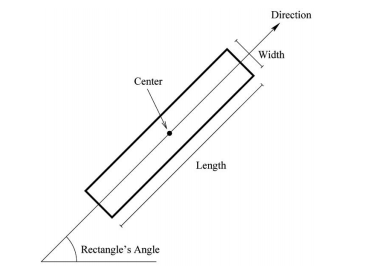 Direction
Width
Center
Length
Rectangle's Angle